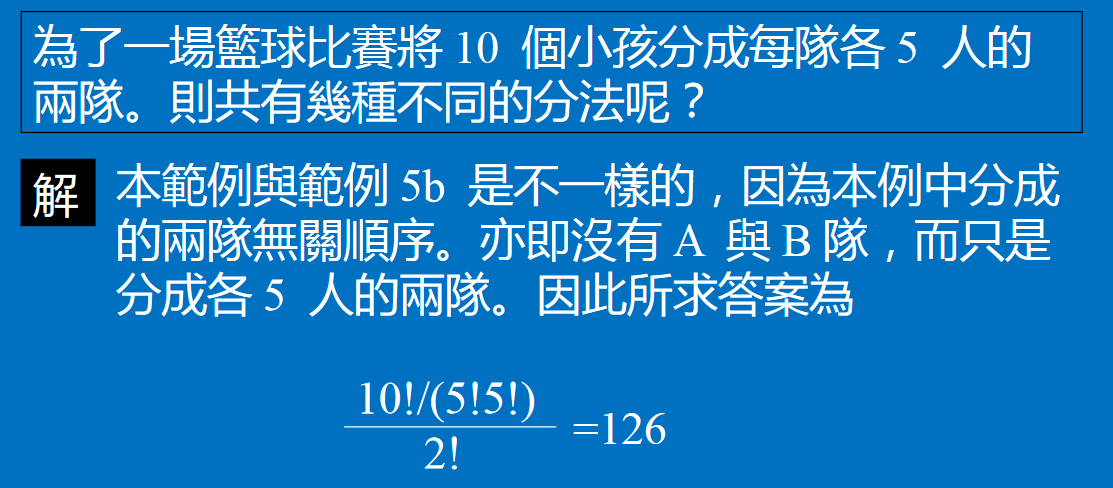 為了一場籃球比賽將 10 個小孩分成每隊各 5 人的
兩隊。則共有幾種不同的分法呢？
解
本範例與範例 5b 是不一樣的，因為本例中分成
的兩隊無關順序。亦即沒有 A 與 B 隊，而只是
分成各 5 人的兩隊。因此所求答案為
10!/(5!5!)
2!
=126